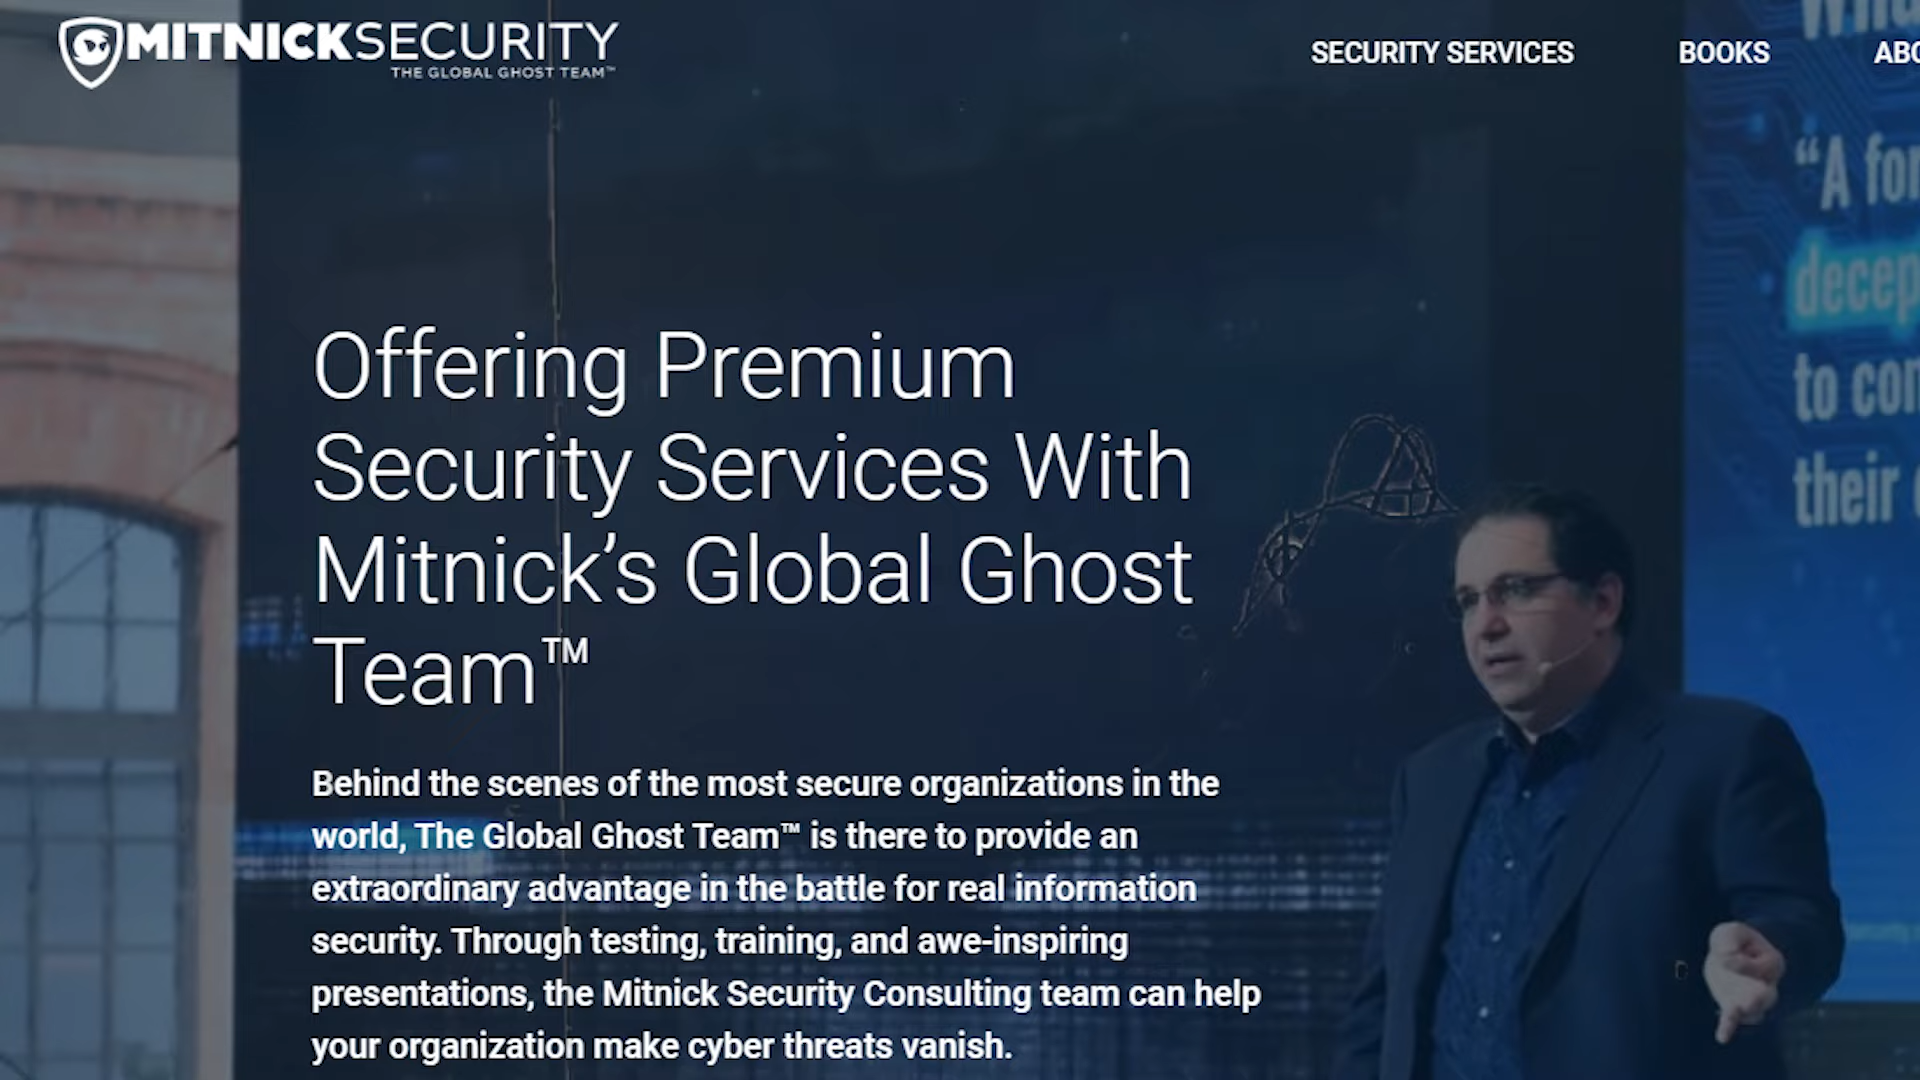 MITNICKSECURITY
THE GLOBAL GHOST TEAM™
SECURITY SERVICES
BOOKS
“A
decep
to
their
Offering Premium
Security Services With
Mitnick’s Global Ghost
Team™
Behind the scenes of the most secure organizations in the
world, The Global Ghost Team™ is there to provide an
extraordinary advantage in the battle for real information
security. Through testing, training, and awe-inspiring
presentations, the Mitnick Security Consulting team can help
your organization make cyber threats vanish.